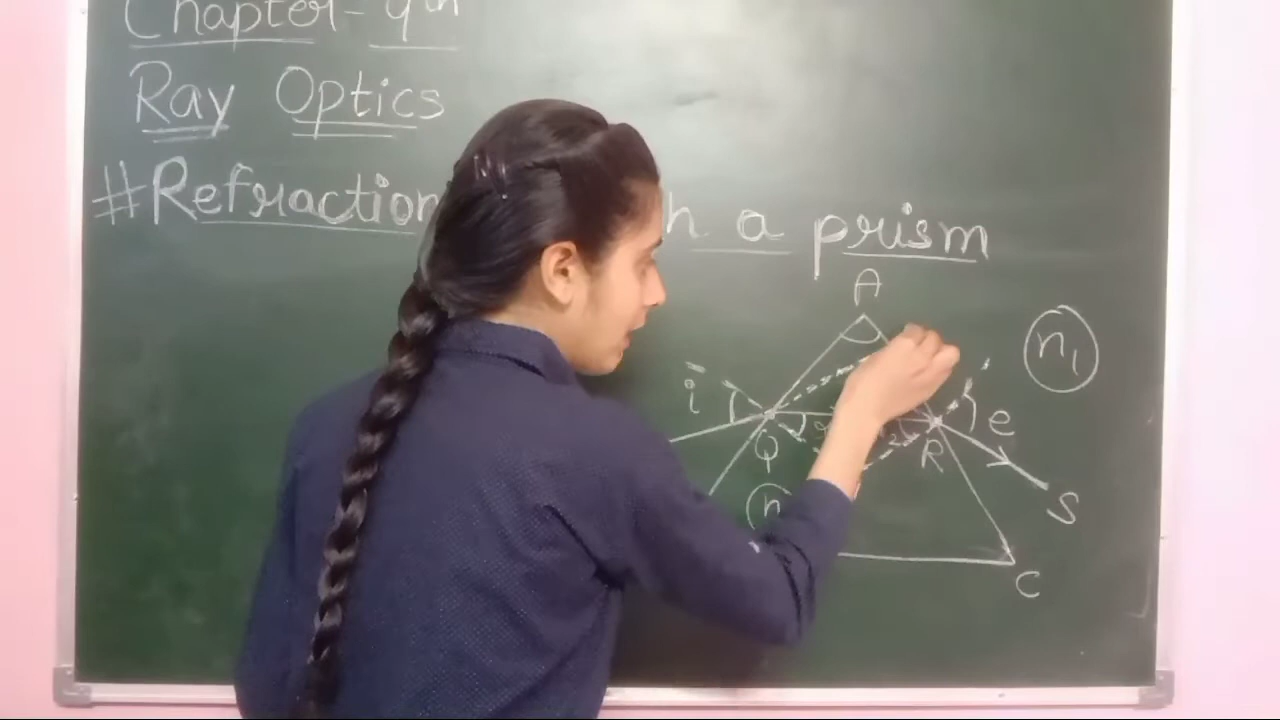 Chapter-9th
Ray Optics
#Refraction h a prism
A
n1
i
e
Q
R
S
n
C